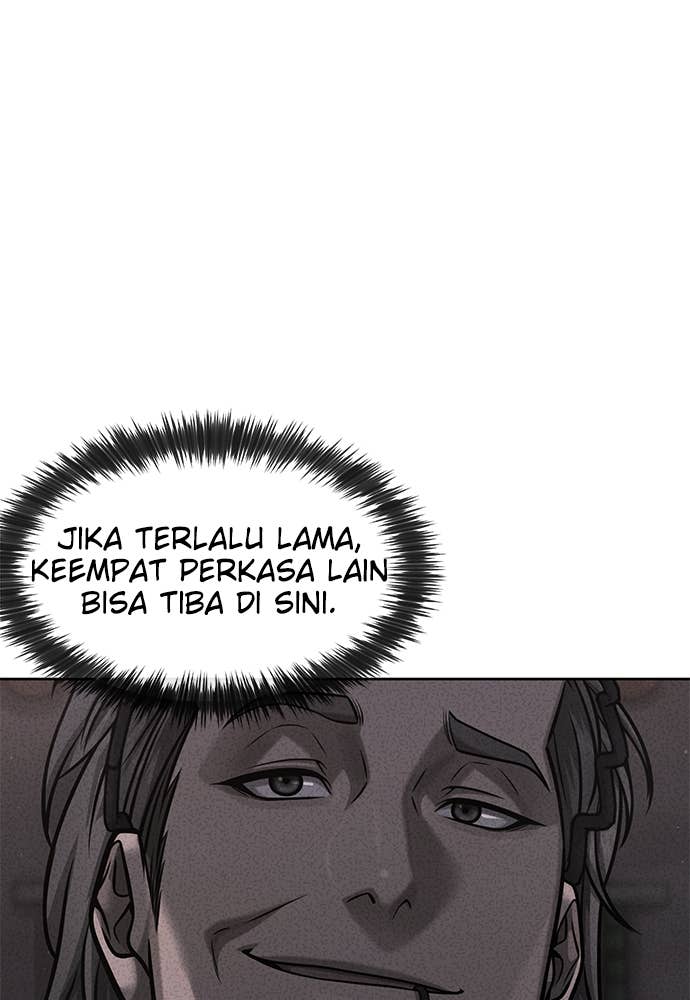 JIKA TERLALU LAMA,
KEEMPAT PERKASA LAIN
BISA TIBA DI SINI.